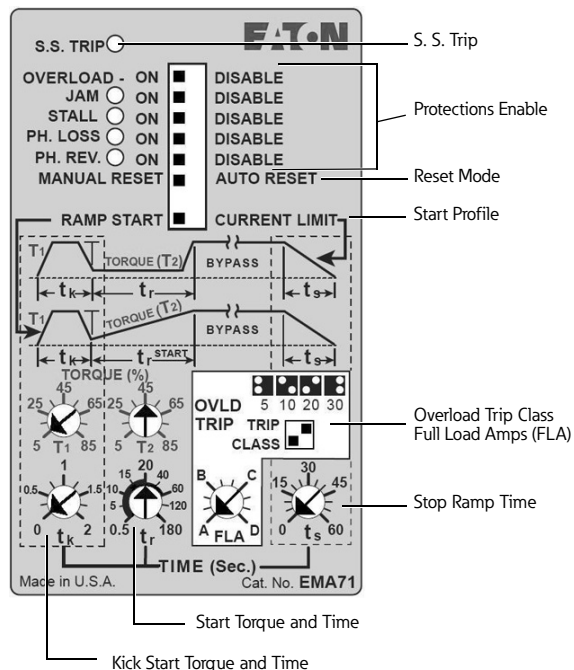 S.S. TRIP
EATON
S. S. Trip
OVERLOAD - ON DISABLE
JAM ON DISABLE
STALL ON DISABLE
PH. LOSS ON DISABLE
PH. REV. ON DISABLE
Protections Enable
MANUAL RESET AUTO RESET
Reset Mode
RAMP START CURRENT LIMIT
Start Profile
T1 TORQUE (T2) BYPASS
tk tr ts
T1 TORQUE (T2) BYPASS
tk tr START ts
TORQUE (%)
45 45
25 65 25 65
5 T1 85 5 T2 85
OVLD 5 10 20 30
TRIP TRIP
CLASS
Overload Trip Class
Full Load Amps (FLA)
1 20 30
0.5 1.5 5 10 15 40 60 120 B C 15 45
0 tk 2 0.5 tr 180 A FLA D 0 ts 60
Stop Ramp Time
TIME (Sec.)
Made in U.S.A. Cat. No. EMA71
Start Torque and Time
Kick Start Torque and Time